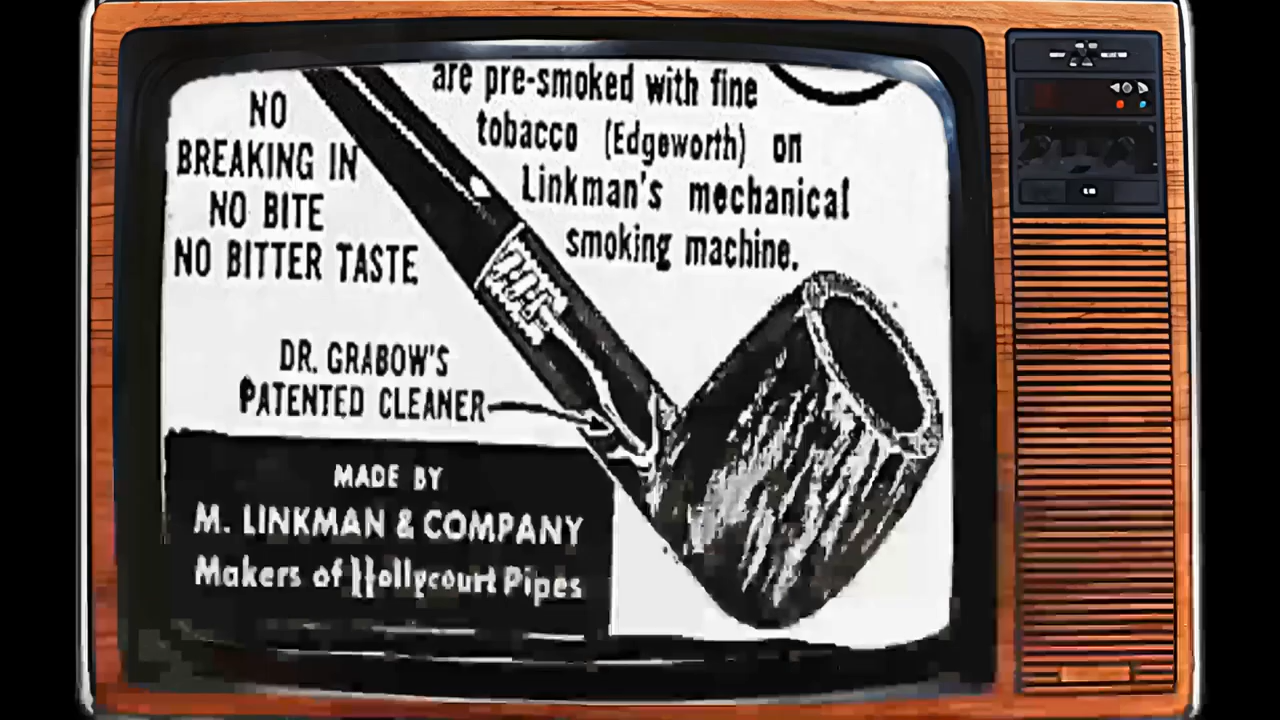 are pre-smoked with fine
tobacco (Edgeworth) on
Linkman's mechanical
smoking machine.
NO
BREAKING IN
NO BITE
NO BITTER TASTE
DR. GRABOW'S
PATENTED CLEANER
MADE BY
M. LINKMAN & COMPANY
Makers of Hollycourt Pipes